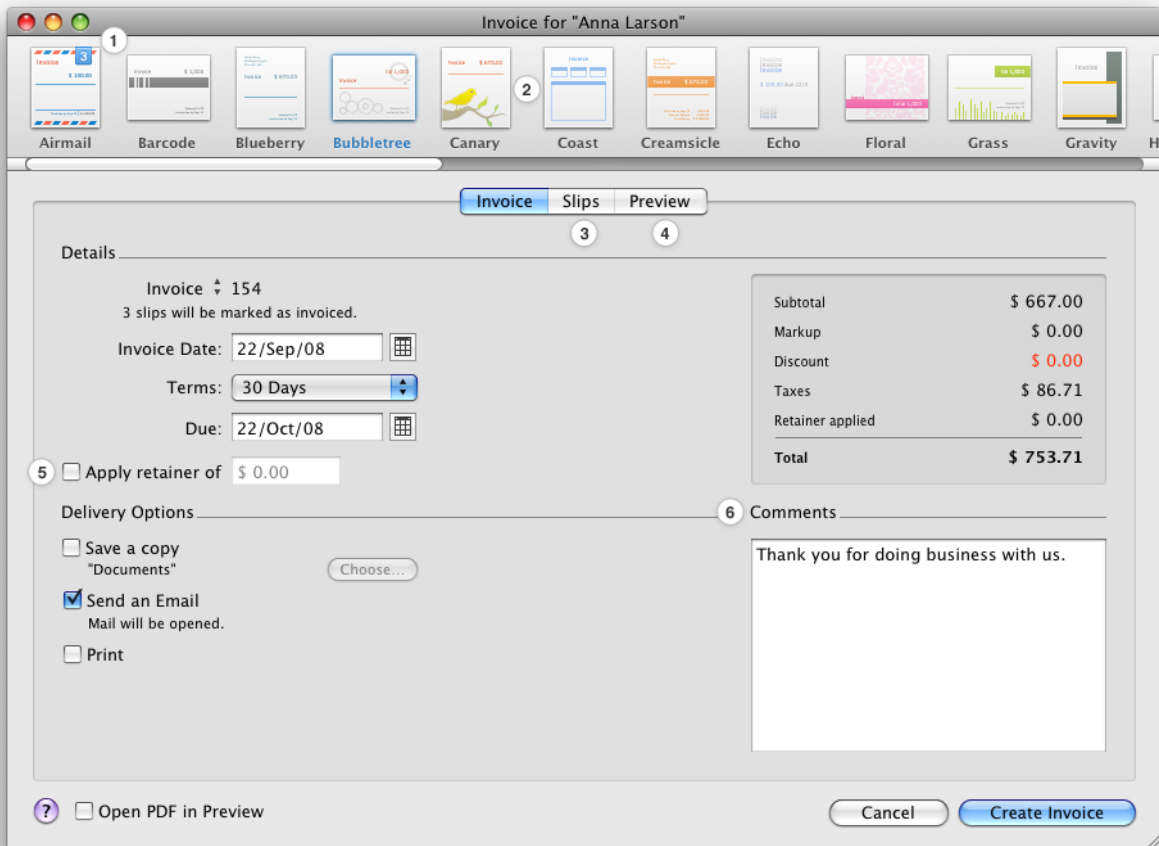 Invoice for "Anna Larson"
1
3
2
Airmail
Barcode
Blueberry
Bubbletree
Canary
Coast
Creamsicle
Echo
Floral
Grass
Gravity
H
Invoice
Slips
Preview
3
4
Details
Invoice 154
3 slips will be marked as invoiced.
Invoice Date: 22/Sep/08
Terms: 30 Days
Due: 22/Oct/08
5 Apply retainer of $ 0.00
Subtotal $ 667.00
Markup $ 0.00
Discount $ 0.00
Taxes $ 86.71
Retainer applied $ 0.00
Total $ 753.71
Delivery Options
Save a copy
"Documents"
Choose...
Send an Email
Mail will be opened.
Print
6 Comments
Thank you for doing business with us.
? Open PDF in Preview
Cancel
Create Invoice